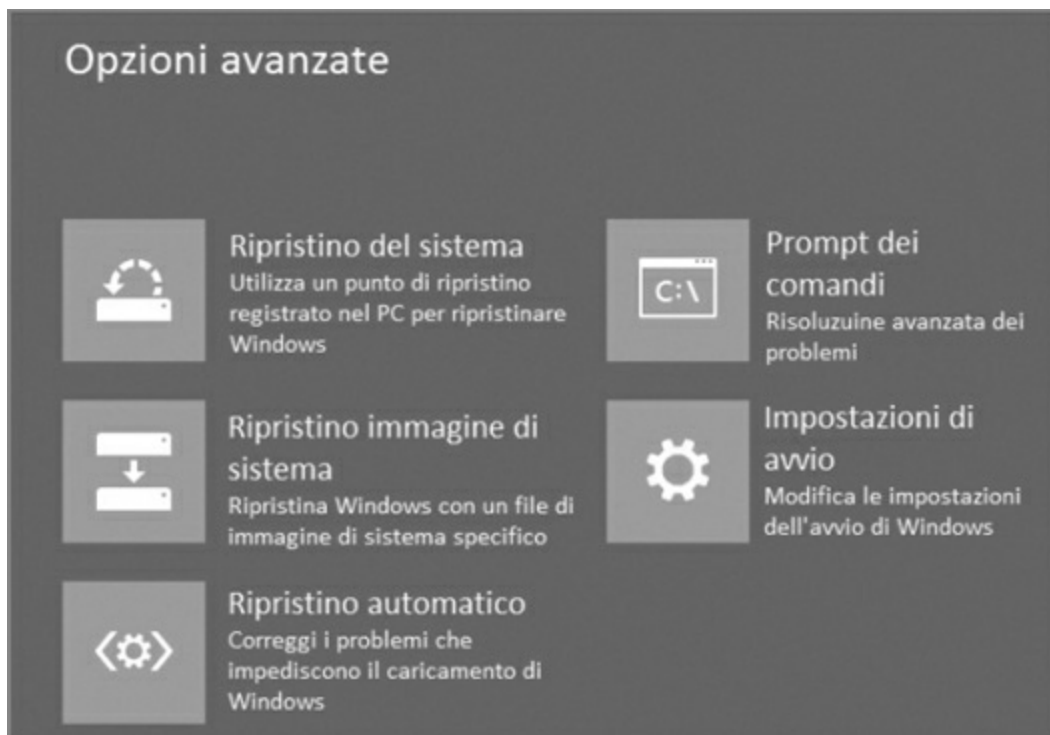 Opzioni avanzate
Ripristino del sistema
Utilizza un punto di ripristino
registrato nel PC per ripristinare
Windows
Ripristino immagine di
sistema
Ripristina Windows con un file di
immagine di sistema specifico
Ripristino automatico
Correggi i problemi che
impediscono il caricamento di
Windows
C:\
Prompt dei
comandi
Risoluzuine avanzata dei
problemi
Impostazioni di
avvio
Modifica le impostazioni
dell'avvio di Windows